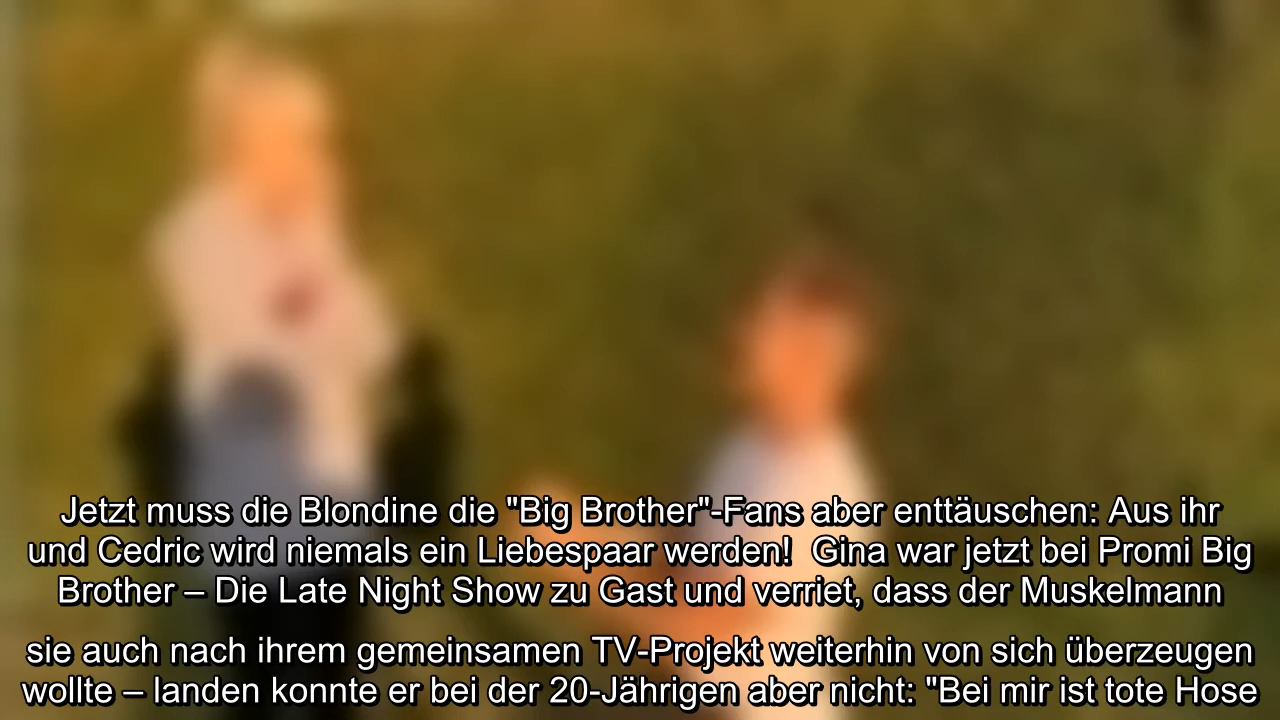 Jetzt muss die Blondine die "Big Brother"-Fans aber enttäuschen: Aus ihr
und Cedric wird niemals ein Liebespaar werden!  Gina war jetzt bei Promi Big
Brother – Die Late Night Show zu Gast und verriet, dass der Muskelmann
sie auch nach ihrem gemeinsamen TV-Projekt weiterhin von sich überzeugen
wollte – landen konnte er bei der 20-Jährigen aber nicht: "Bei mir ist tote Hose